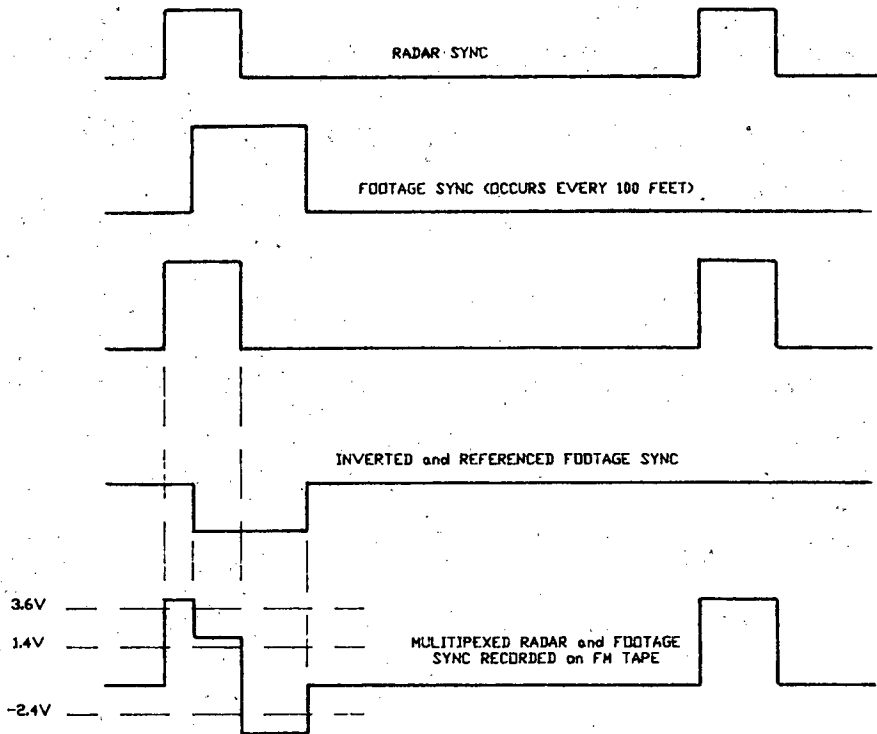 RADAR SYNC
FOOTAGE SYNC (OCCURS EVERY 100 FEET)
INVERTED and REFERENCED FOOTAGE SYNC
3.6V
1.4V
MULITIPEXED RADAR and FOOTAGE
SYNC RECORDED on FM TAPE
-2.4V